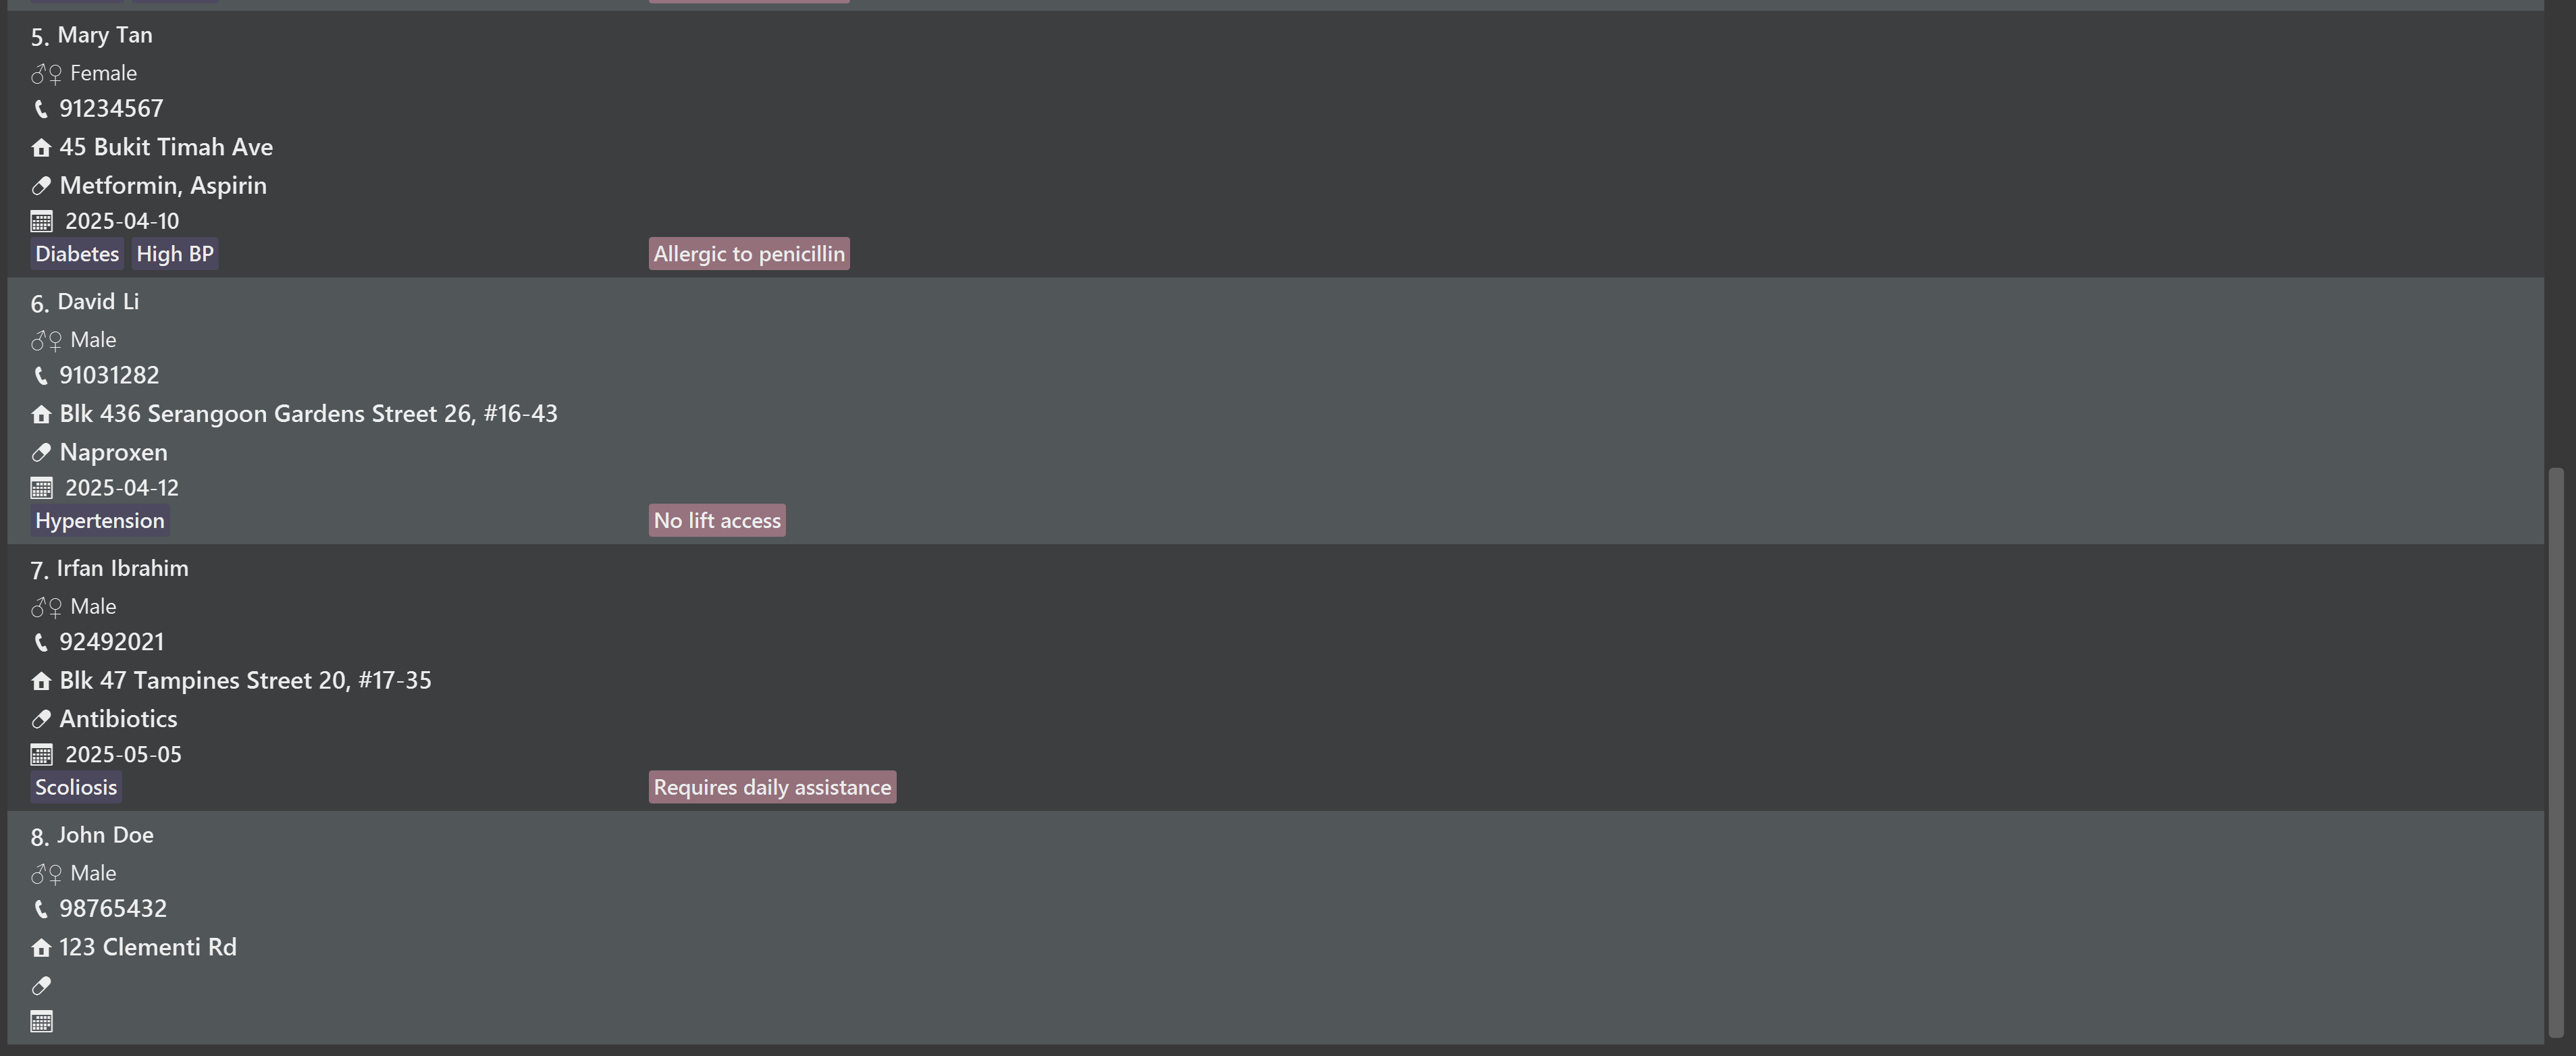 5. Mary Tan
♂♀ Female
91234567
45 Bukit Timah Ave
Metformin, Aspirin
2025-04-10
Diabetes High BP Allergic to penicillin
6. David Li
♂♀ Male
91031282
Blk 436 Serangoon Gardens Street 26, #16-43
Naproxen
2025-04-12
Hypertension No lift access
7. Irfan Ibrahim
♂♀ Male
92492021
Blk 47 Tampines Street 20, #17-35
Antibiotics
2025-05-05
Scoliosis Requires daily assistance
8. John Doe
♂♀ Male
98765432
123 Clementi Rd